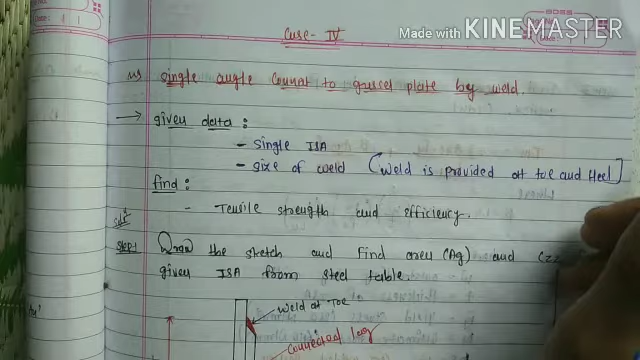 Made with KINEMASTER
Case - IV
single angle connect to gusset plate by weld.
→ given data :
- single ISA
- size of weld (Weld is provided at toe and Heel]
find :
- Tensile strength and efficiency.
Step1 Draw the sketch and find area (Ag) and (Zz
given ISA from steel table.
Weld at Toe
Connected leg